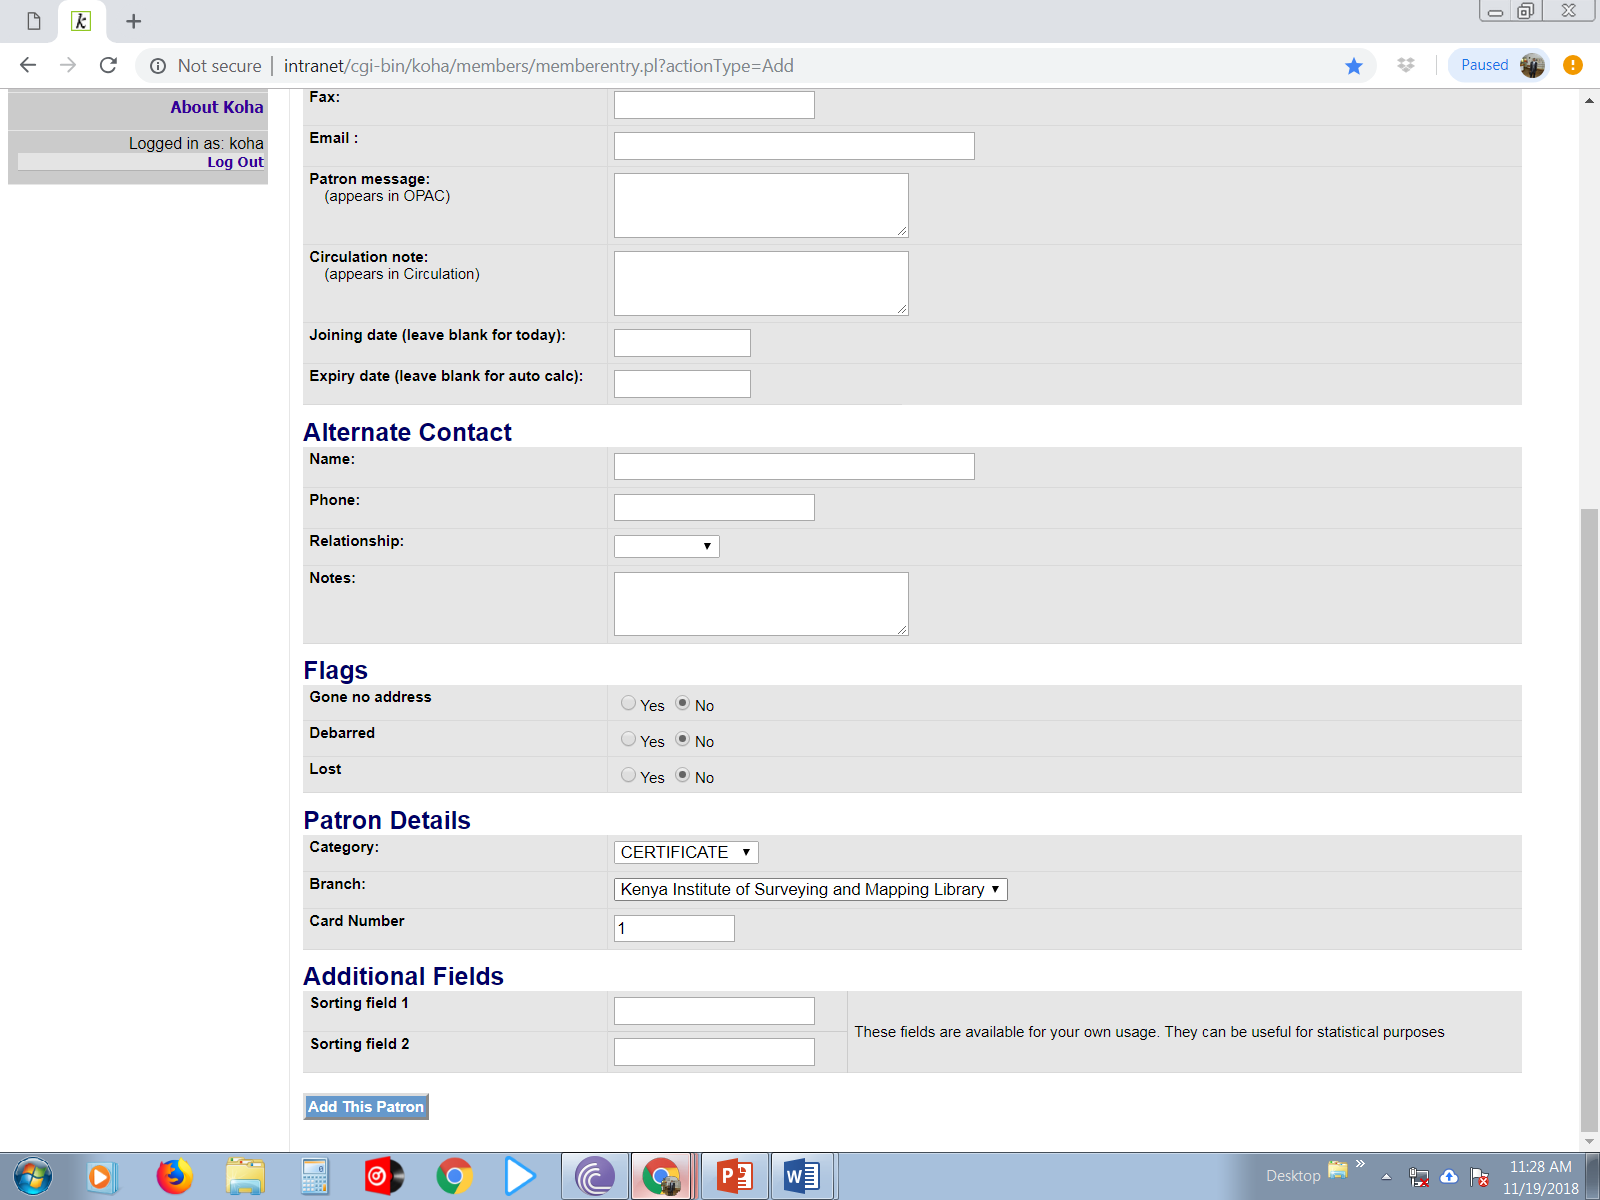 k
Not secure | intranet/cgi-bin/koha/members/memberentry.pl?actionType=Add
Paused
About Koha
Logged in as: koha
Log Out
Fax:
Email :
Patron message:
(appears in OPAC)
Circulation note:
(appears in Circulation)
Joining date (leave blank for today):
Expiry date (leave blank for auto calc):
Alternate Contact
Name:
Phone:
Relationship:
Notes:
Flags
Gone no address Yes No
Debarred Yes No
Lost Yes No
Patron Details
Category: CERTIFICATE
Branch: Kenya Institute of Surveying and Mapping Library
Card Number 1
Additional Fields
Sorting field 1
These fields are available for your own usage. They can be useful for statistical purposes
Sorting field 2
Add This Patron
Desktop
11:28 AM
11/19/2018